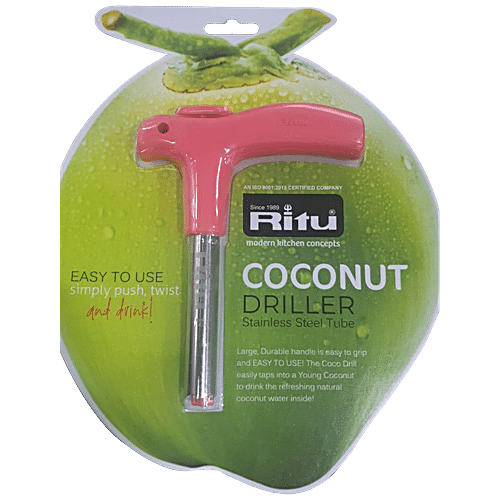 AN ISO 9001:2015 CERTIFIED COMPANY
Since 1989
Ritu®
modern kitchen concepts
EASY TO USE
simply push, twist
and drink!
COCONUT
DRILLER
Stainless Steel Tube
Large, Durable handle is easy to grip
and EASY TO USE! The Coco Drill
easily taps into a Young Coconut
to drink the refreshing natural
coconut water inside!